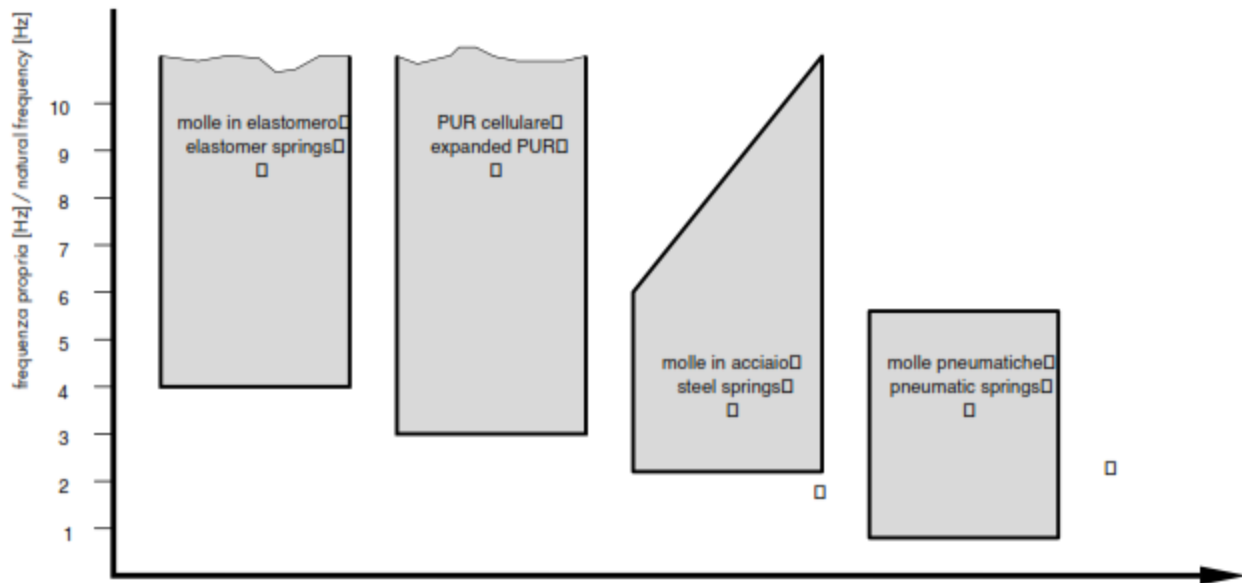 frequenza propria [Hz] / natural frequency [Hz]
10
9
8
7
6
5
4
3
2
1
molle in elastomero□
elastomer springs□
□
PUR cellulare□
expanded PUR□
□
molle in acciaio□
steel springs□
□
□
molle pneumatiche□
pneumatic springs□
□
□